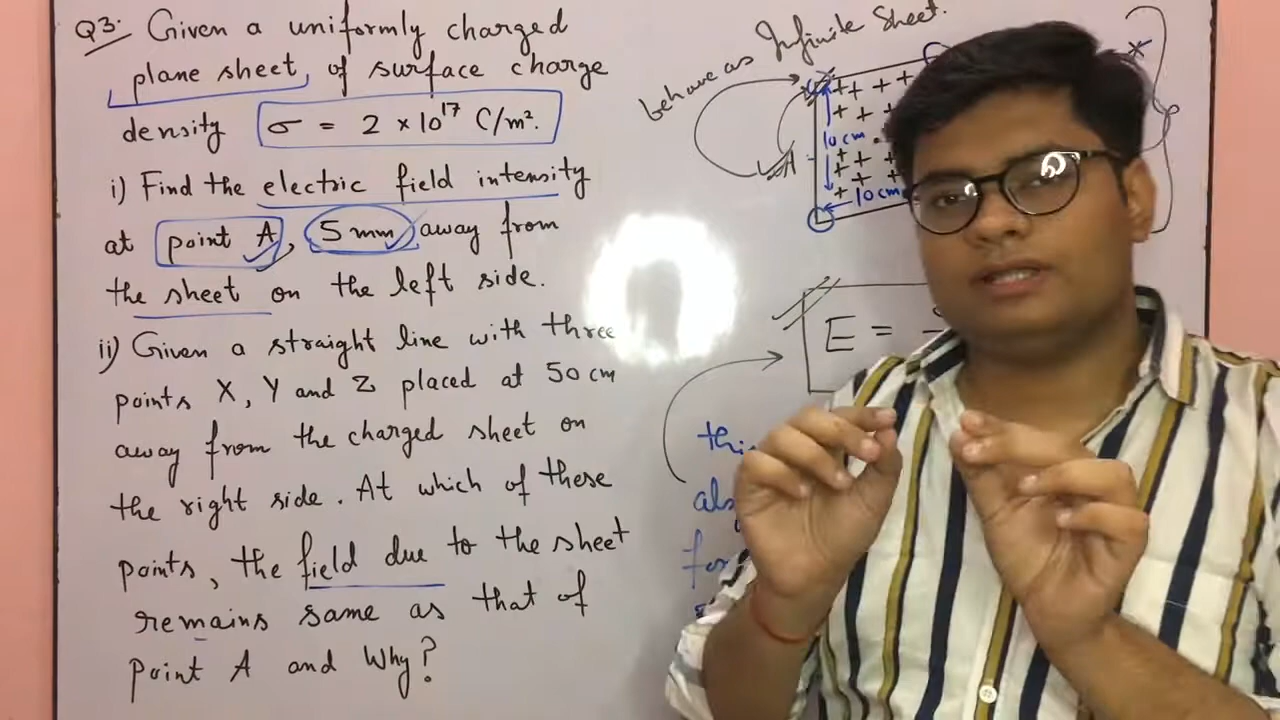 Q3: Given a uniformly charged
plane sheet, of surface charge
density σ = 2 × 10¹⁷ C/m².
i) Find the electric field intensity
at point A, 5 mm away from
the sheet on the left side.
ii) Given a straight line with three
points X, Y and Z placed at 50 cm
away from the charged sheet on
the right side. At which of these
points, the field due to the sheet
remains same as that of
point A and Why?
behave as Infinite Sheet.
+ + + +
+ +
10 cm
A
+ + +
+ + +
+ 10 cm
E =